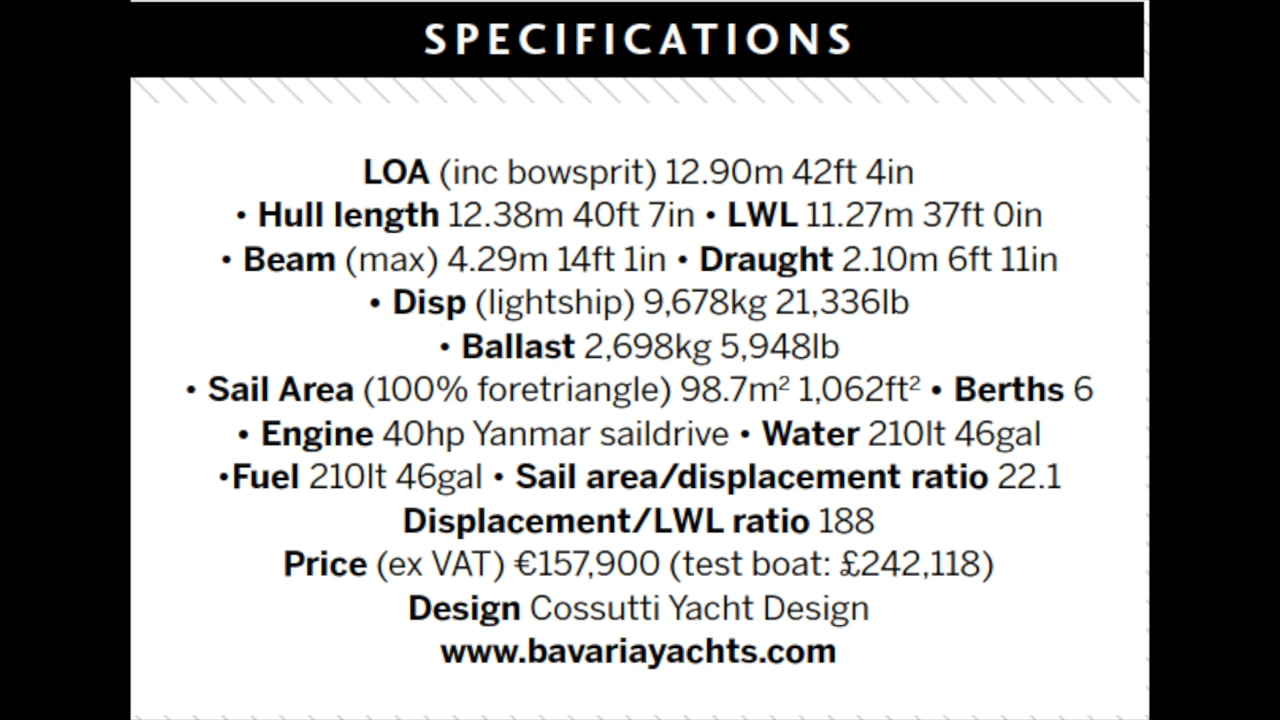 SPECIFICATIONS
LOA (inc bowsprit) 12.90m 42ft 4in
• Hull length 12.38m 40ft 7in • LWL 11.27m 37ft 0in
• Beam (max) 4.29m 14ft 1in • Draught 2.10m 6ft 11in
• Disp (lightship) 9,678kg 21,336lb
• Ballast 2,698kg 5,948lb
• Sail Area (100% foretriangle) 98.7m² 1,062ft² • Berths 6
• Engine 40hp Yanmar saildrive • Water 210lt 46gal
•Fuel 210lt 46gal • Sail area/displacement ratio 22.1
Displacement/LWL ratio 188
Price (ex VAT) €157,900 (test boat: £242,118)
Design Cossutti Yacht Design
www.bavariayachts.com